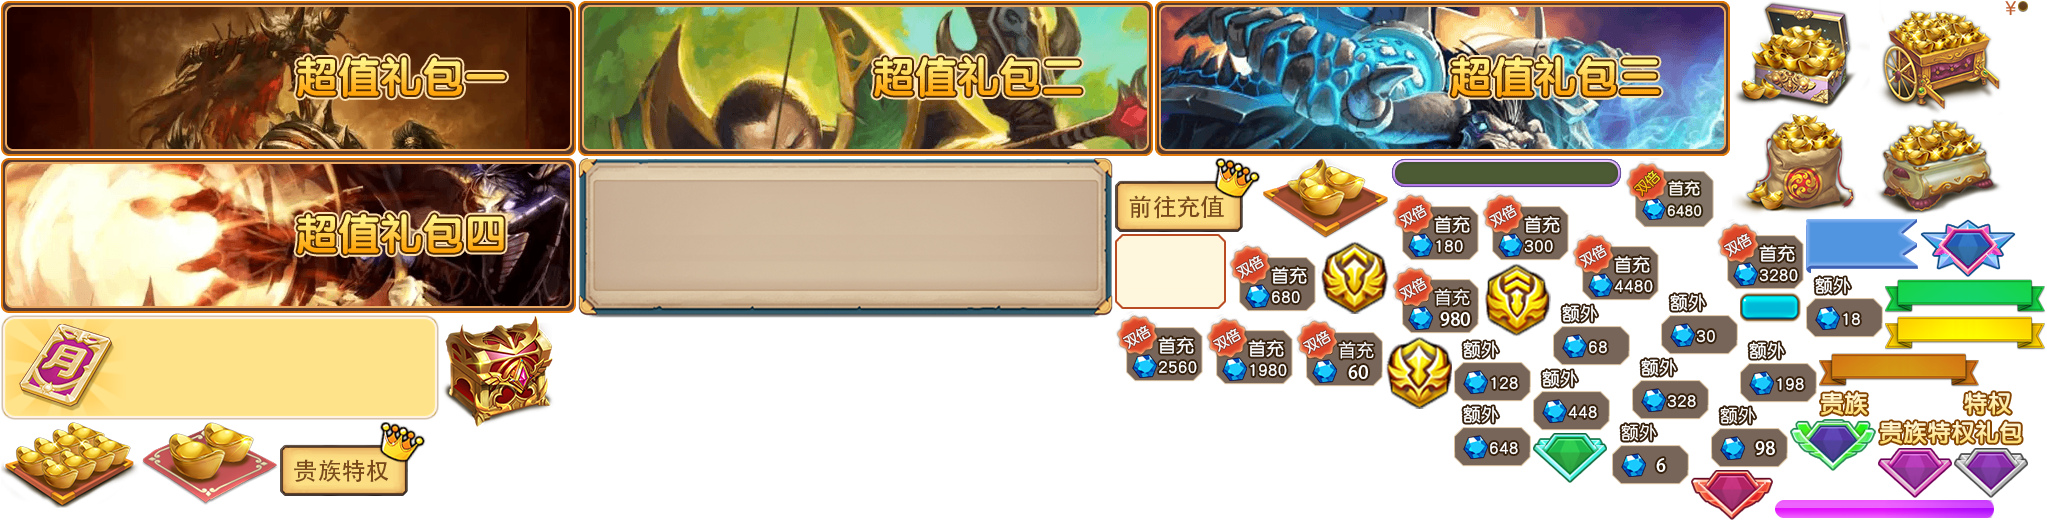 超值礼包一
超值礼包二
超值礼包三
¥
超值礼包四
前往充值
双倍
首充
6480
双倍
首充
180
双倍
首充
300
双倍
首充
680
双倍
首充
4480
双倍
首充
3280
双倍
首充
980
额外
18
额外
68
额外
30
双倍
首充
2560
双倍
首充
1980
双倍
首充
60
额外
128
额外
448
额外
328
额外
198
月
额外
648
额外
6
额外
98
贵族
特权
贵族特权礼包
贵族特权